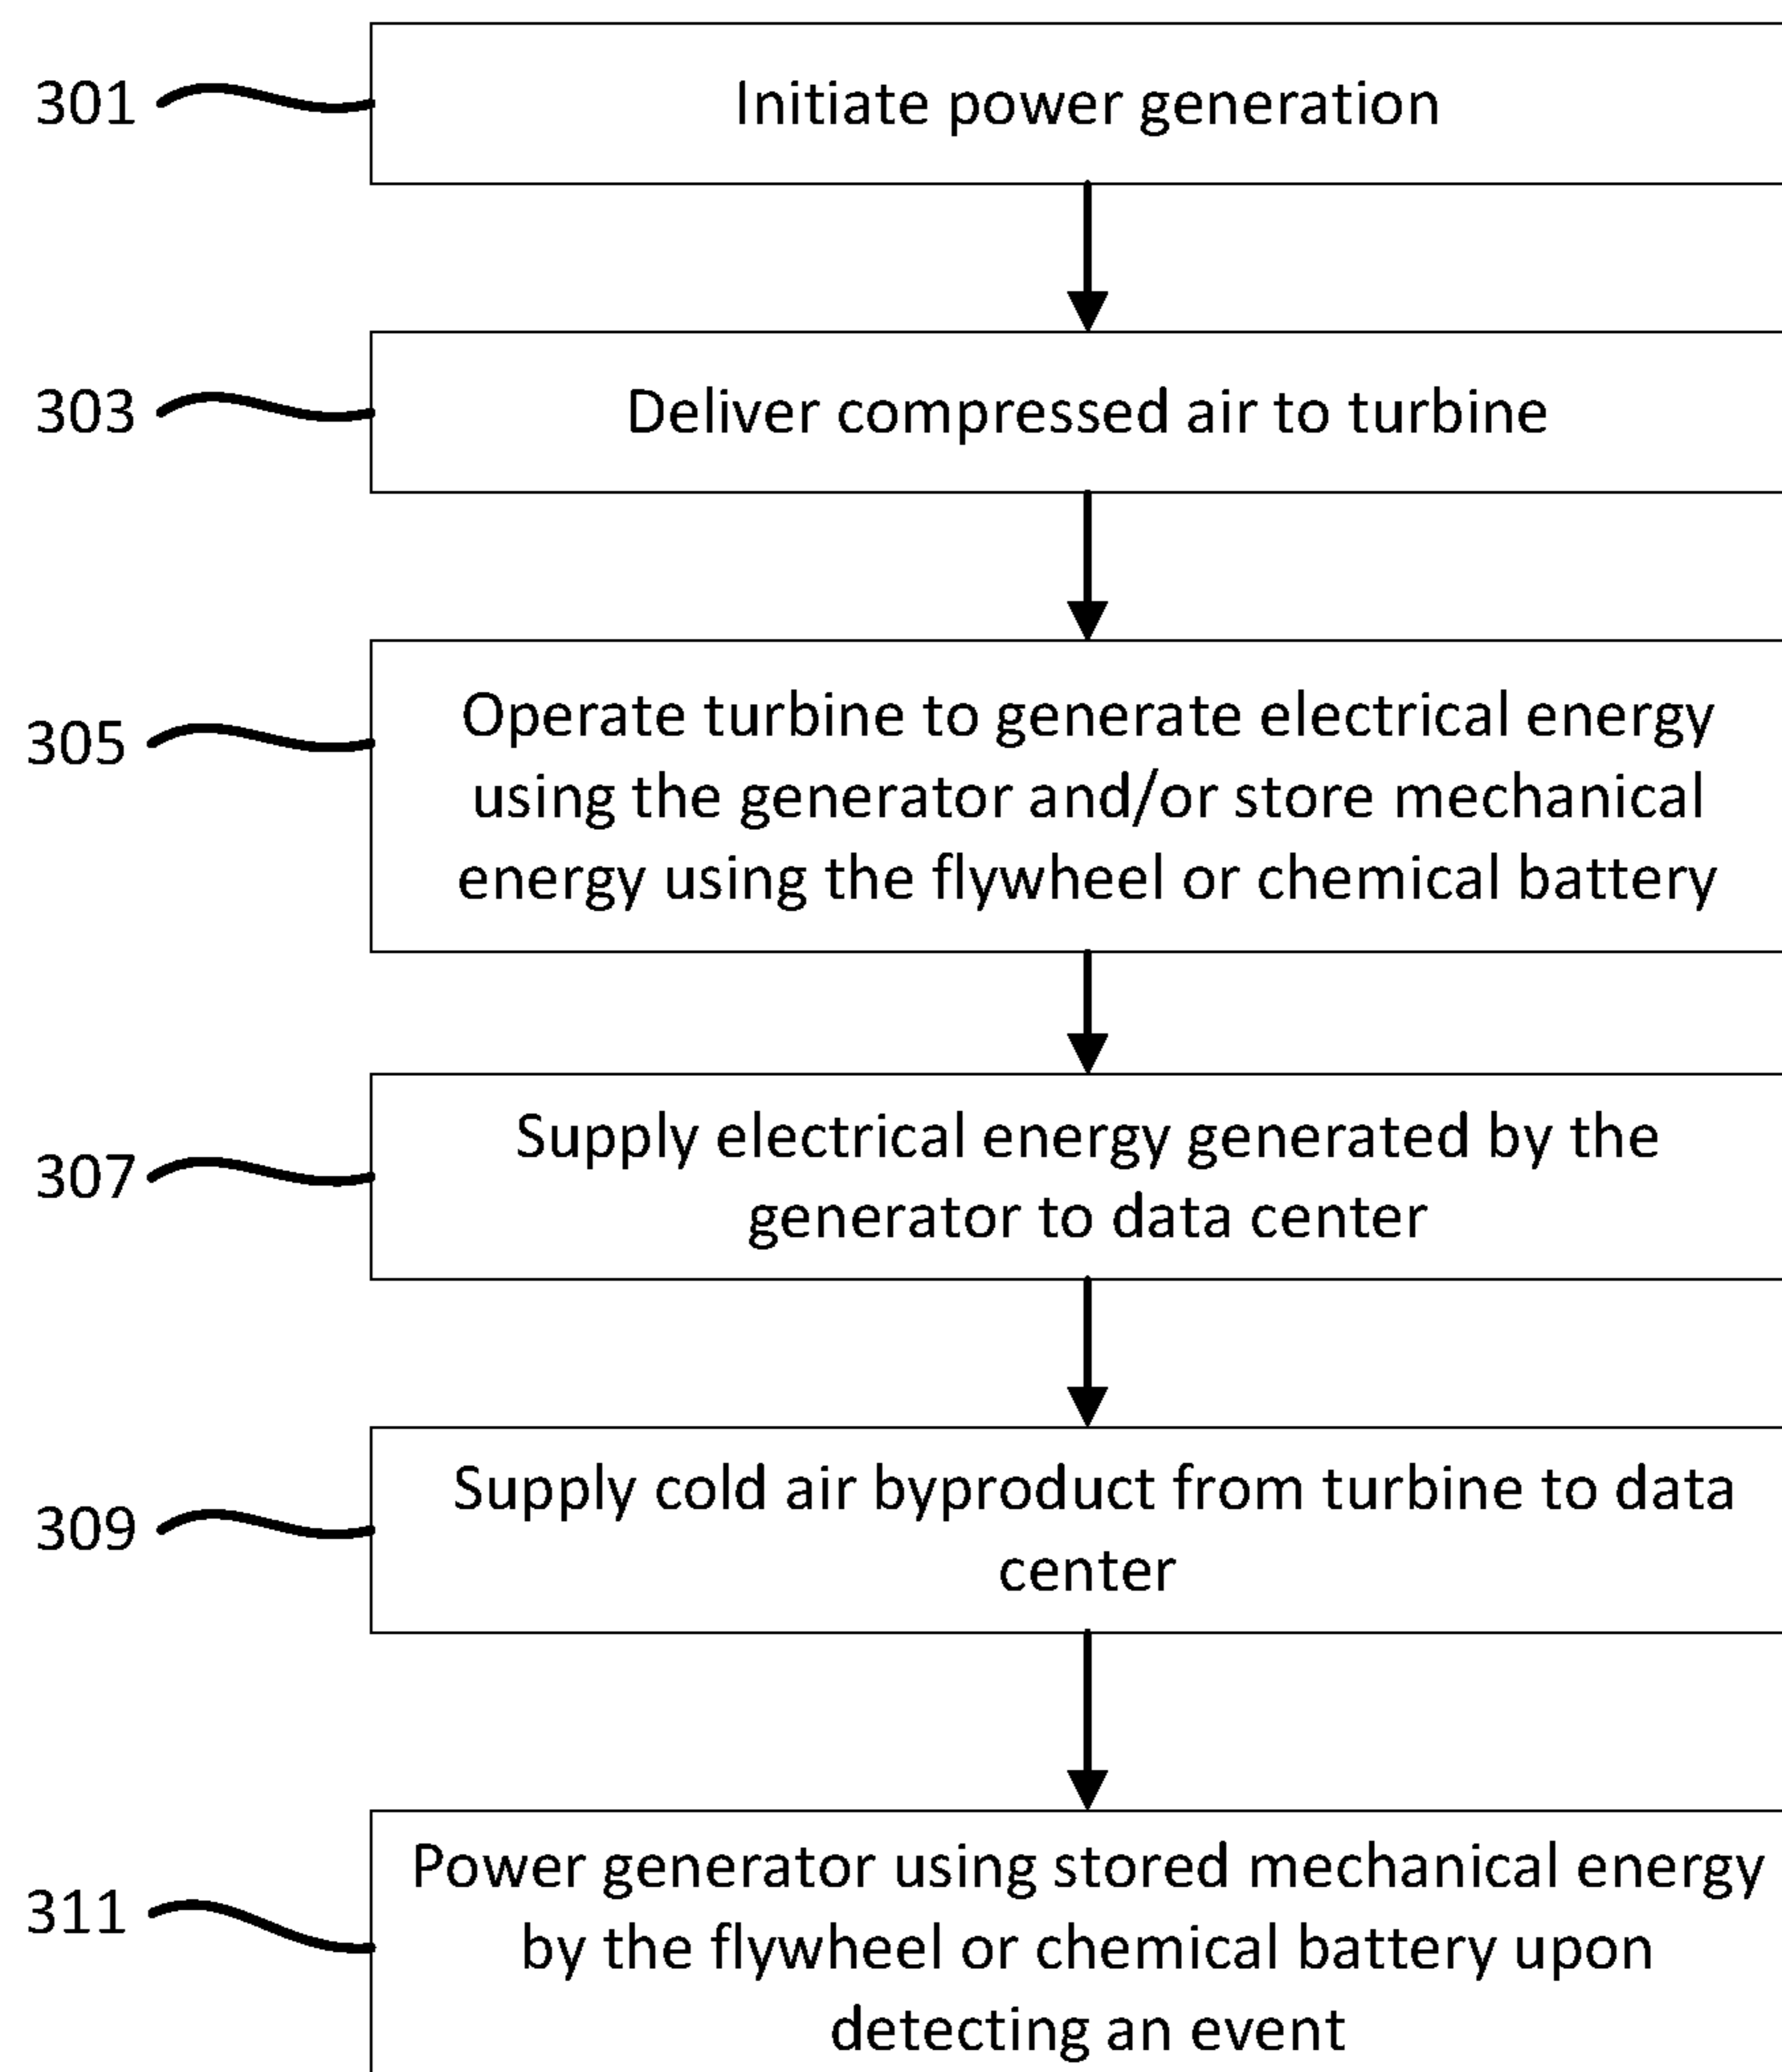 301
Initiate power generation
303
Deliver compressed air to turbine
305
Operate turbine to generate electrical energy
using the generator and/or store mechanical
energy using the flywheel or chemical battery
307
Supply electrical energy generated by the
generator to data center
309
Supply cold air byproduct from turbine to data
center
311
Power generator using stored mechanical energy
by the flywheel or chemical battery upon
detecting an event